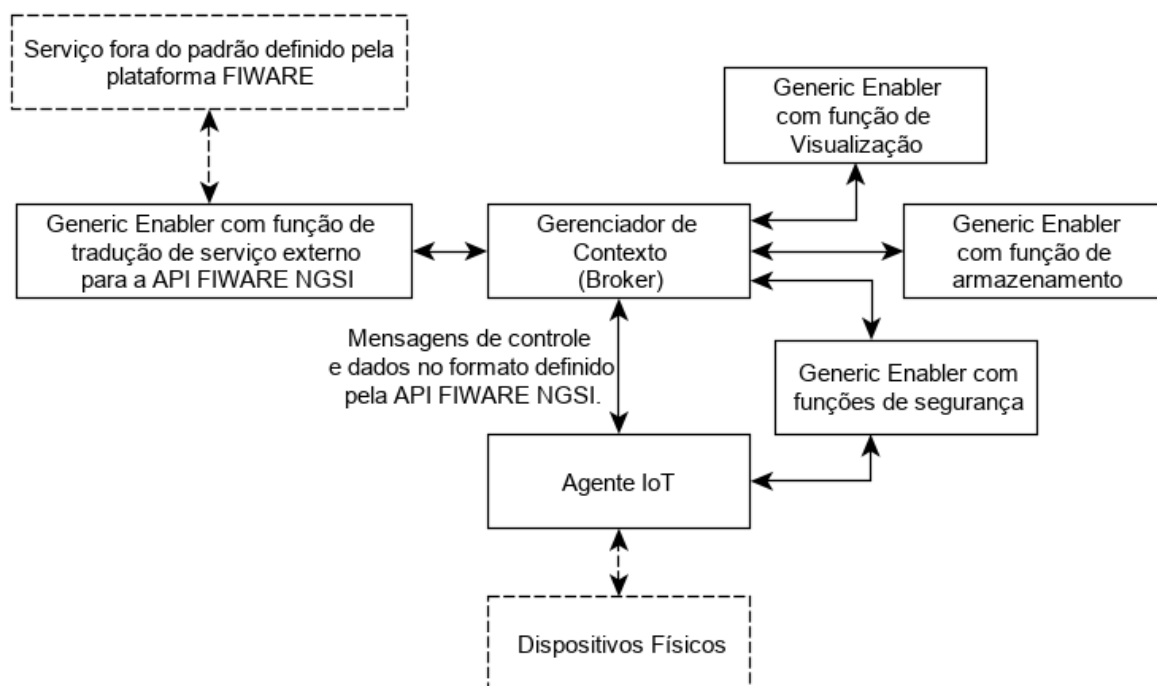 Serviço fora do padrão definido pela
plataforma FIWARE
Generic Enabler
com função de
Visualização
Generic Enabler com função de
tradução de serviço externo
para a API FIWARE NGSI
Gerenciador de
Contexto
(Broker)
Generic Enabler
com função de
armazenamento
Mensagens de controle
e dados no formato definido
pela API FIWARE NGSI.
Generic Enabler com
funções de segurança
Agente IoT
Dispositivos Físicos